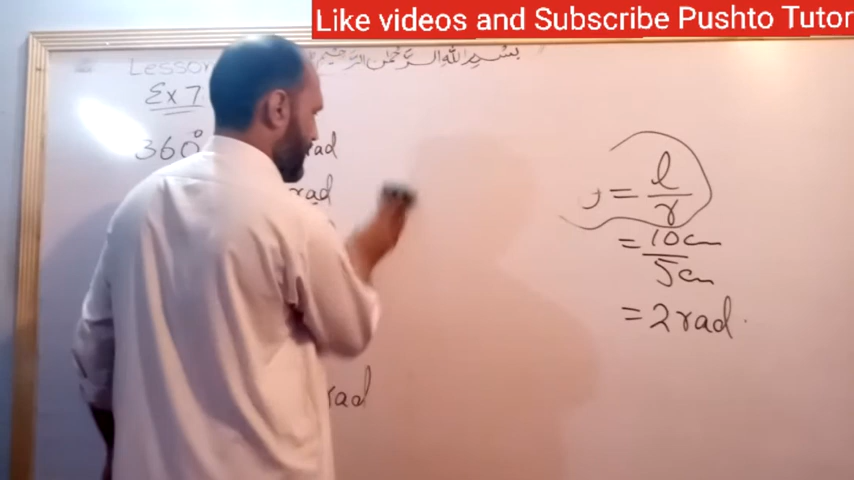 Like videos and Subscribe Pushto Tutor
بسم الله الرحمن الرحيم
Lesson
Ex 7
360°
rad
rad
rad
= l/r
= 10cm/5cm
= 2 rad.